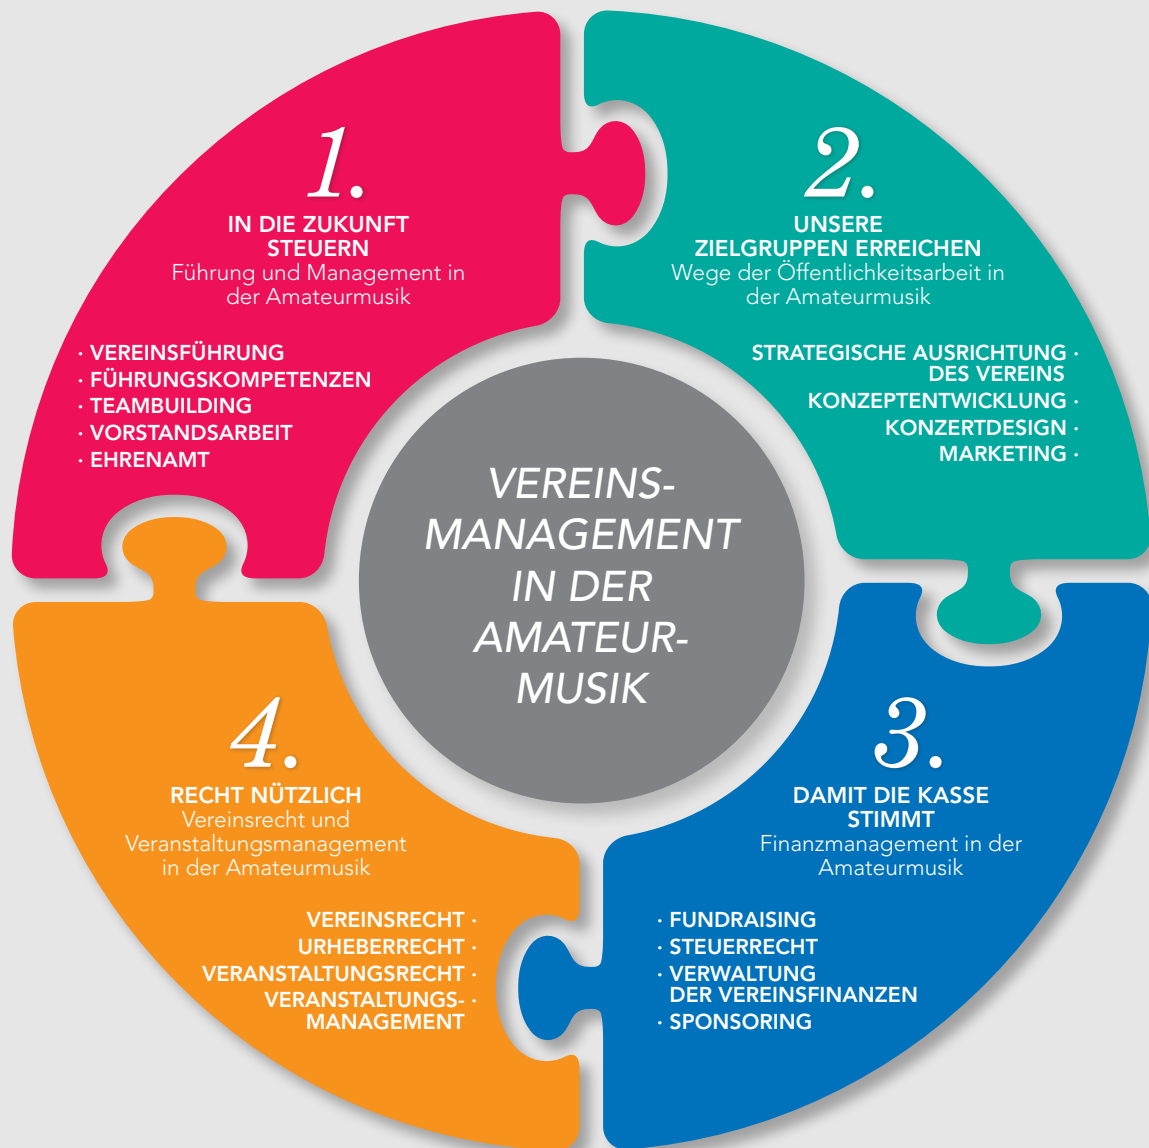 1.
IN DIE ZUKUNFT
STEUERN
Führung und Management in
der Amateurmusik
· VEREINSFÜHRUNG
· FÜHRUNGSKOMPETENZEN
· TEAMBUILDING
· VORSTANDSARBEIT
· EHRENAMT
2.
UNSERE
ZIELGRUPPEN ERREICHEN
Wege der Öffentlichkeitsarbeit in
der Amateurmusik
STRATEGISCHE AUSRICHTUNG ·
DES VEREINS
KONZEPTENTWICKLUNG ·
KONZERTDESIGN ·
MARKETING ·
VEREINS-
MANAGEMENT
IN DER
AMATEUR-
MUSIK
3.
DAMIT DIE KASSE
STIMMT
Finanzmanagement in der
Amateurmusik
· FUNDRAISING
· STEUERRECHT
· VERWALTUNG
DER VEREINSFINANZEN
· SPONSORING
4.
RECHT NÜTZLICH
Vereinsrecht und
Veranstaltungsmanagement
in der Amateurmusik
VEREINSRECHT ·
URHEBERRECHT ·
VERANSTALTUNGSRECHT ·
VERANSTALTUNGS- ·
MANAGEMENT